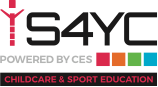 S4YC
POWERED BY CES
CHILDCARE & SPORT EDUCATION